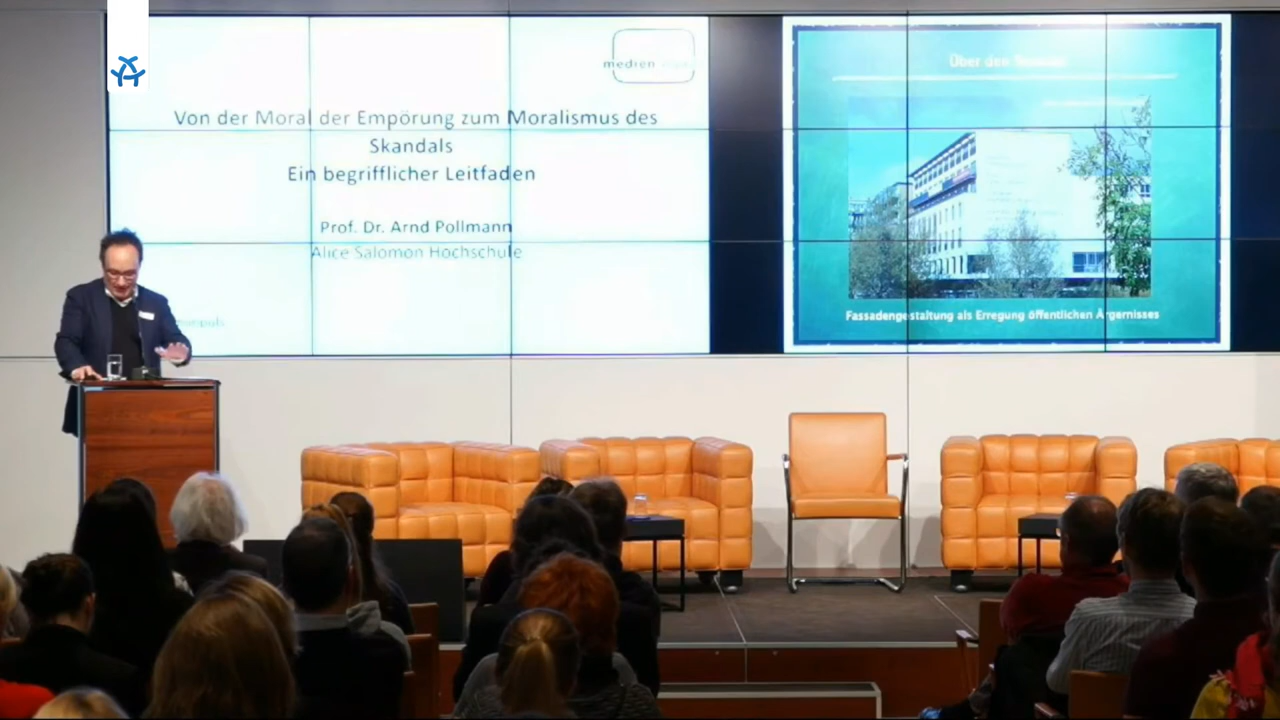 medien
Von der Moral der Empörung zum Moralismus des
Skandals
Ein begrifflicher Leitfaden
Prof. Dr. Arnd Pollmann
Alice Salomon Hochschule
Über den
Fassadengestaltung als Erregung öffentlichen Ärgernisses